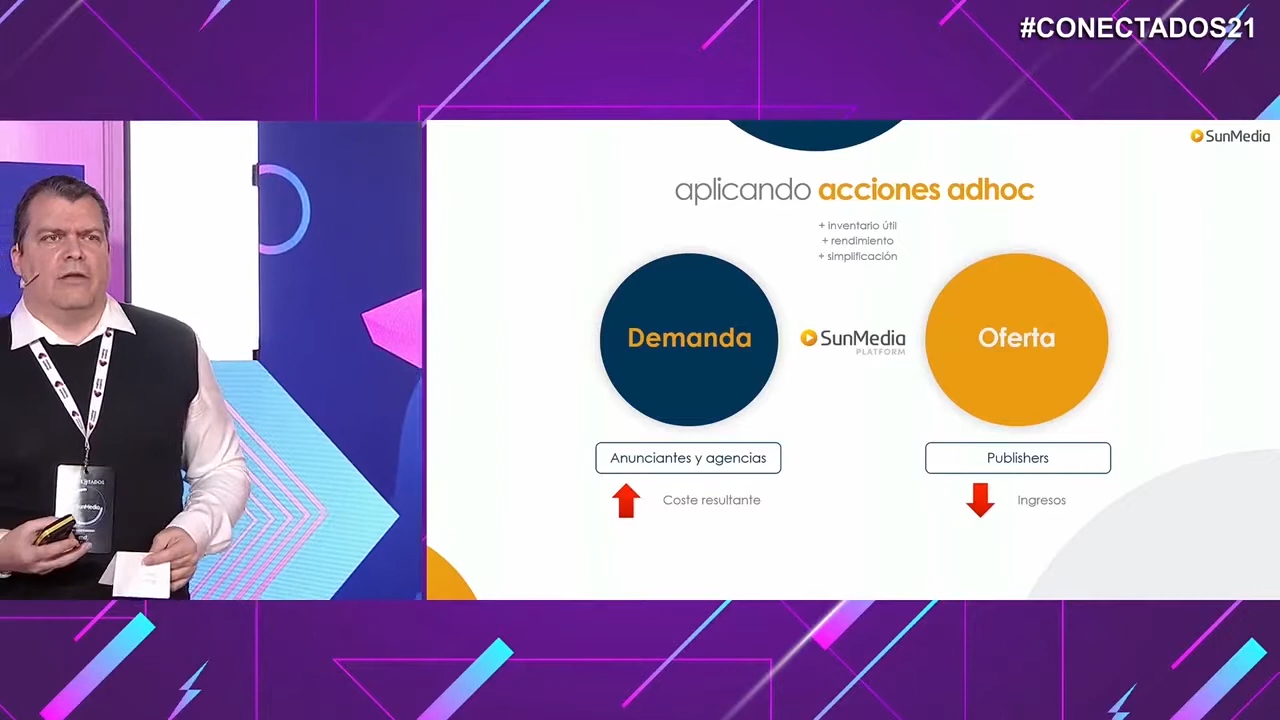 #CONECTADOS21
SunMedia
aplicando acciones adhoc
+ inventario útil
+ rendimiento
+ simplificación
Demanda
SunMedia
PLATFORM
Oferta
Anunciantes y agencias
Publishers
Coste resultante
Ingresos
SunMedia